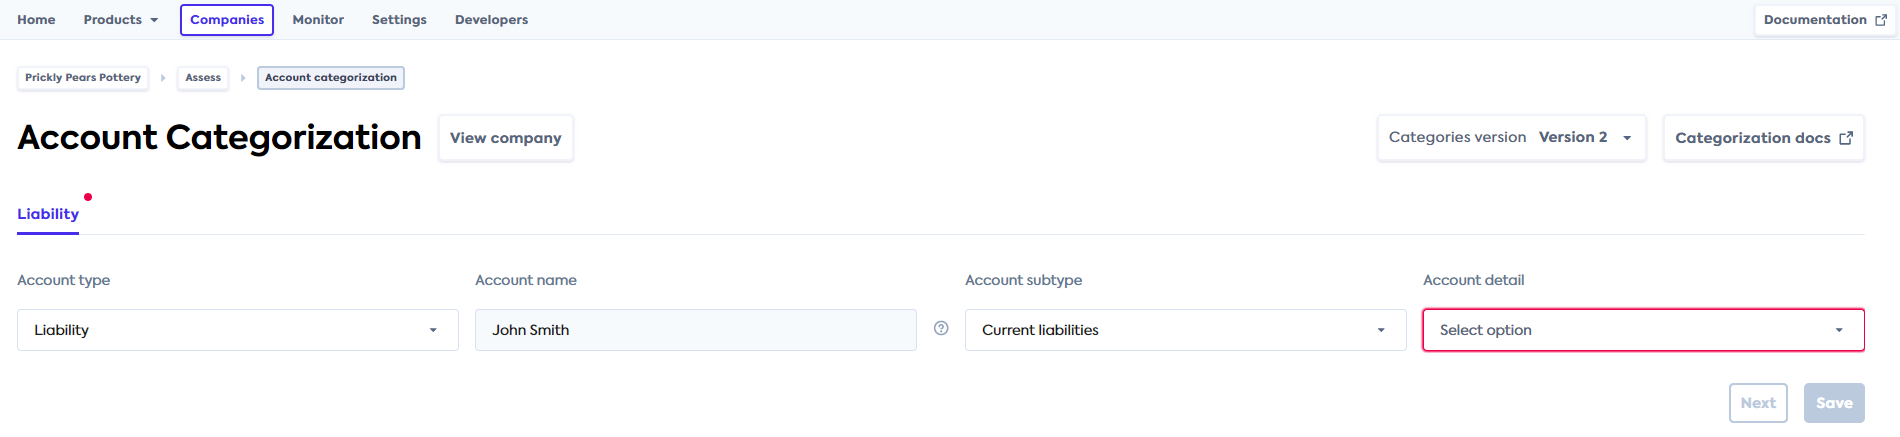 Home Products Companies Monitor Settings Developers Documentation
Prickly Pears Pottery Assess Account categorization
Account Categorization View company Categories version Version 2 Categorization docs
Liability
Account type Account name Account subtype Account detail
Liability John Smith Current liabilities Select option
Next Save